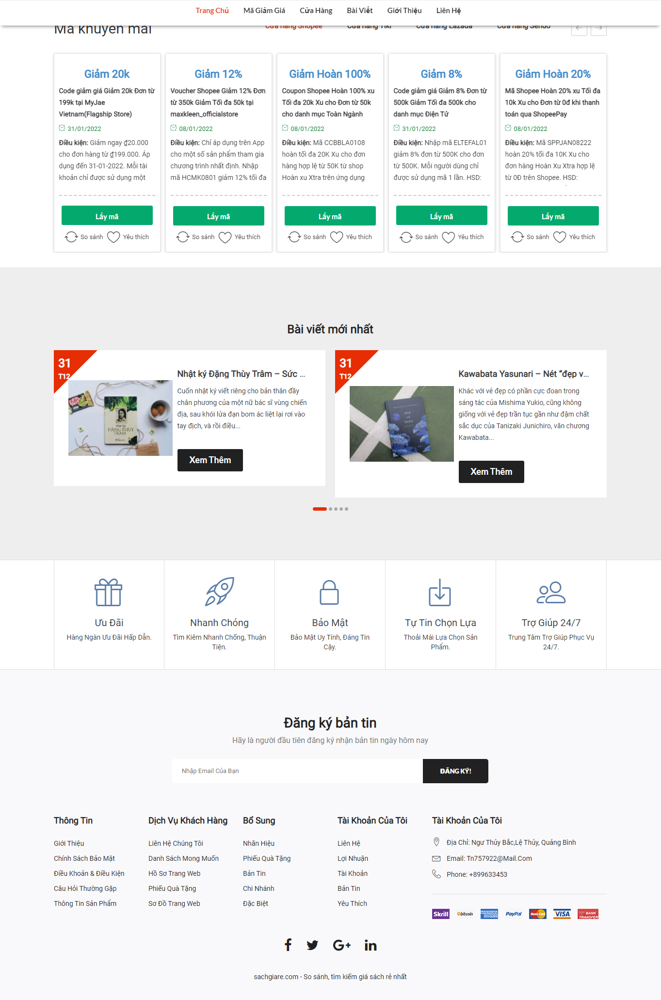 Trang Chủ Mã Giảm Giá Cửa Hàng Bài Viết Giới Thiệu Liên Hệ
Mã khuyến mãi Cửa hàng Shopee Cửa hàng Tiki Cửa hàng Lazada Cửa hàng Sendo
Giảm 20k
Code giảm giá Giảm 20k Đơn từ
199k tại MyJae
Vietnam(Flagship Store)
31/01/2022
Điều kiện: Giảm ngay ₫20.000
cho đơn hàng từ ₫199.000. Áp
dụng đến 31-01-2022. Mỗi tài
khoản chỉ được sử dụng một
Lấy mã
So sánh Yêu thích
Giảm 12%
Voucher Shopee Giảm 12% Đơn
từ 350k Giảm Tối đa 50k tại
maxkleen_officialstore
08/01/2022
Điều kiện: Chỉ áp dụng trên App
cho một số sản phẩm tham gia
chương trình nhất định. Nhập
mã HCMK0801 giảm 12% tối đa
Lấy mã
So sánh Yêu thích
Giảm Hoàn 100%
Coupon Shopee Hoàn 100% xu
Tối đa 20k Xu cho Đơn từ 50k
cho danh mục Toàn Ngành
08/01/2022
Điều kiện: Mã CCBBLA0108
hoàn tối đa 20K Xu cho đơn
hàng hợp lệ từ 50K từ shop
Hoàn xu Xtra trên ứng dụng
Lấy mã
So sánh Yêu thích
Giảm 8%
Code giảm giá Giảm 8% Đơn từ
500k Giảm Tối đa 500k cho
danh mục Điện Tử
31/01/2022
Điều kiện: Nhập mã ELTEFAL01
giảm 8% đơn từ 500K cho đơn
từ 500K. Mỗi người dùng chỉ
được sử dụng mã 1 lần. HSD:
Lấy mã
So sánh Yêu thích
Giảm Hoàn 20%
Mã Shopee Hoàn 20% xu Tối đa
10k Xu cho Đơn từ 0đ khi thanh
toán qua ShopeePay
08/01/2022
Điều kiện: Mã SPPJAN08222
hoàn 20% tối đa 10K Xu cho
đơn hàng Hoàn Xu Xtra hợp lệ
từ 0Đ trên Shopee. HSD:
Lấy mã
So sánh Yêu thích
Bài viết mới nhất
31
T12
nhật ký
ĐẶNG THUỲ
TRÂM
Nhật ký Đặng Thùy Trâm – Sức ...
Cuốn nhật ký viết riêng cho bản thân đầy
chân phương của một nữ bác sĩ vùng chiến
địa, sau khói lửa đạn bom ác liệt lại rơi vào
tay địch, và rồi điều...
Xem Thêm
31
T12
đẹp
và
buồn
Kawabata Yasunari – Nét “đẹp v...
Khác với vẻ đẹp có phần cực đoan trong
sáng tác của Mishima Yukio, cũng không
giống với vẻ đẹp trần tục gần như đậm chất
sắc dục của Tanizaki Junichiro, văn chương
Kawabata...
Xem Thêm
Ưu Đãi
Hàng Ngàn Ưu Đãi Hấp Dẫn.
Nhanh Chóng
Tìm Kiêm Nhanh Chống, Thuận
Tiện.
Bảo Mật
Bảo Mật Uy Tính, Đáng Tin
Cậy.
Tự Tin Chọn Lựa
Thoải Mái Lựa Chọn Sản
Phẩm.
Trợ Giúp 24/7
Trung Tâm Trợ Giúp Phục Vụ
24/7.
Đăng ký bản tin
Hãy là người đầu tiên đăng ký nhận bản tin ngày hôm nay
Nhập Email Của Bạn ĐĂNG KÝ!
Thông Tin
Giới Thiệu
Chính Sách Bảo Mật
Điều Khoản & Điều Kiện
Câu Hỏi Thường Gặp
Thông Tin Sản Phẩm
Dịch Vụ Khách Hàng
Liên Hệ Chúng Tôi
Danh Sách Mong Muốn
Hồ Sơ Trang Web
Phiếu Quà Tặng
Sơ Đồ Trang Web
Bổ Sung
Nhãn Hiệu
Phiếu Quà Tặng
Bản Tin
Chi Nhánh
Đặc Biệt
Tài Khoản Của Tôi
Liên Hệ
Lợi Nhuận
Tài Khoản
Bản Tin
Yêu Thích
Tài Khoản Của Tôi
Địa Chỉ: Ngư Thủy Bắc,Lệ Thủy, Quảng Bình
Email: Tn757922@Mail.Com
Phone: +899633453
Skrill bitcoin AMERICAN EXPRESS PayPal MasterCard VISA BANK TRANSFER
sachgiare.com - So sánh, tìm kiếm giá sách rẻ nhất